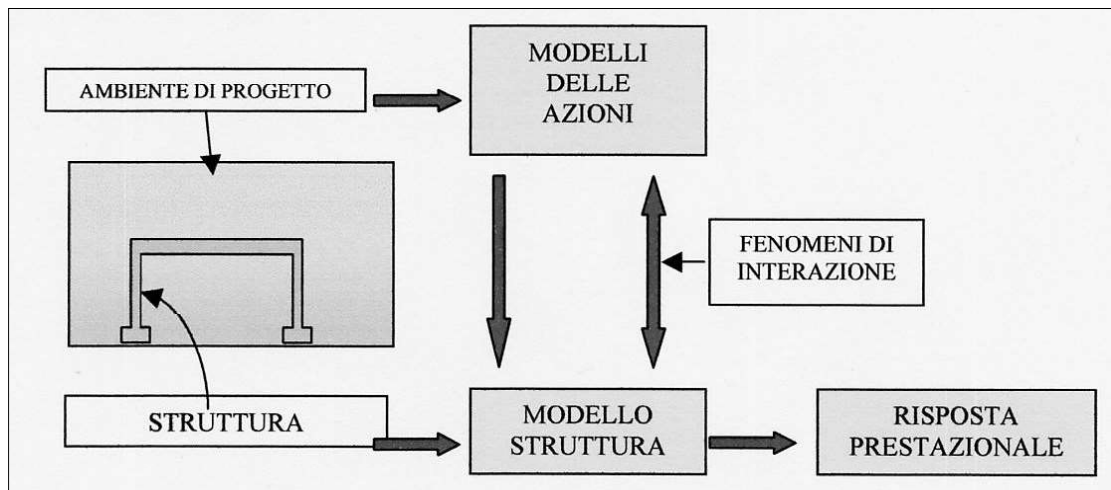 AMBIENTE DI PROGETTO
MODELLI
DELLE
AZIONI
FENOMENI DI
INTERAZIONE
STRUTTURA
MODELLO
STRUTTURA
RISPOSTA
PRESTAZIONALE